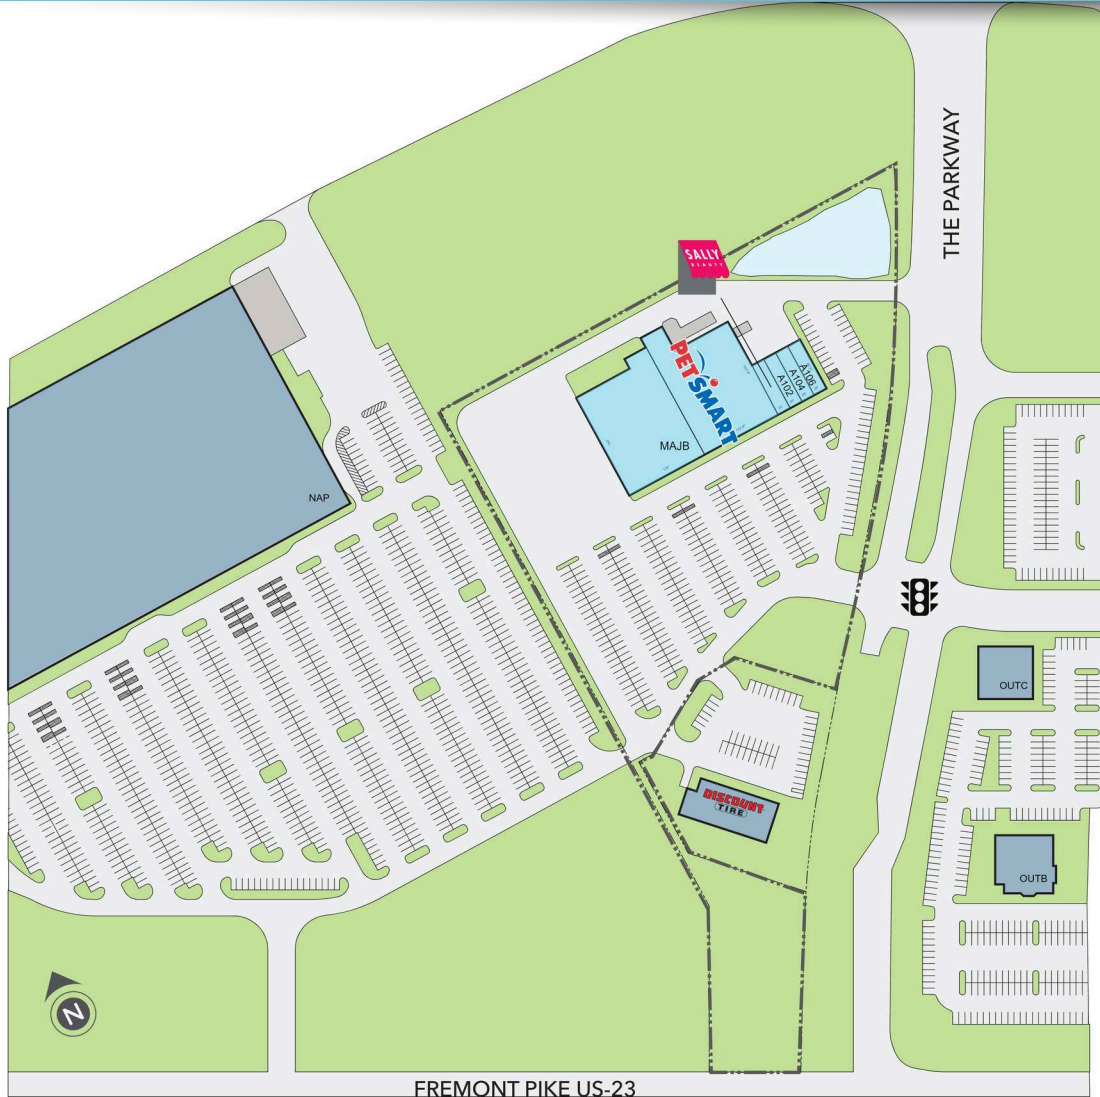 THE PARKWAY
SALLY
BEAUTY
PETSMART
A106
A104
A102
MAJB
NAP
OUTC
DISCOUNT
TIRE
OUTB
N
FREMONT PIKE US-23